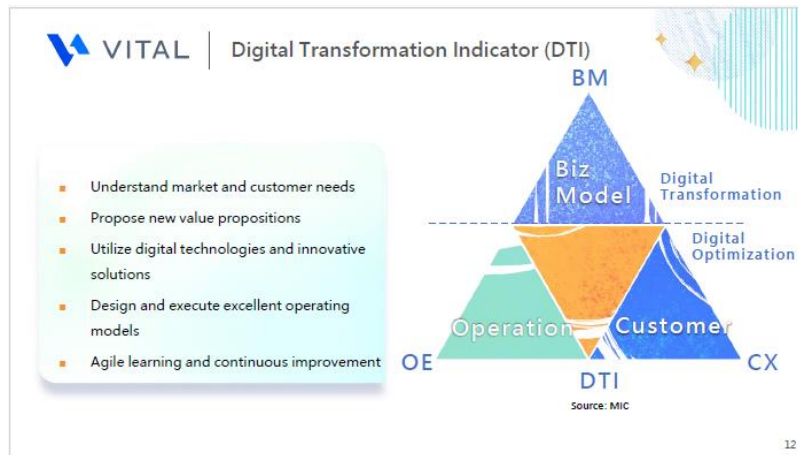 VITAL
Digital Transformation Indicator (DTI)
Understand market and customer needs
Propose new value propositions
Utilize digital technologies and innovative
solutions
Design and execute excellent operating
models
Agile learning and continuous improvement
BM
Biz
Model
Digital
Transformation
Digital
Optimization
Operation
Customer
OE
CX
DTI
Source: MIC
12